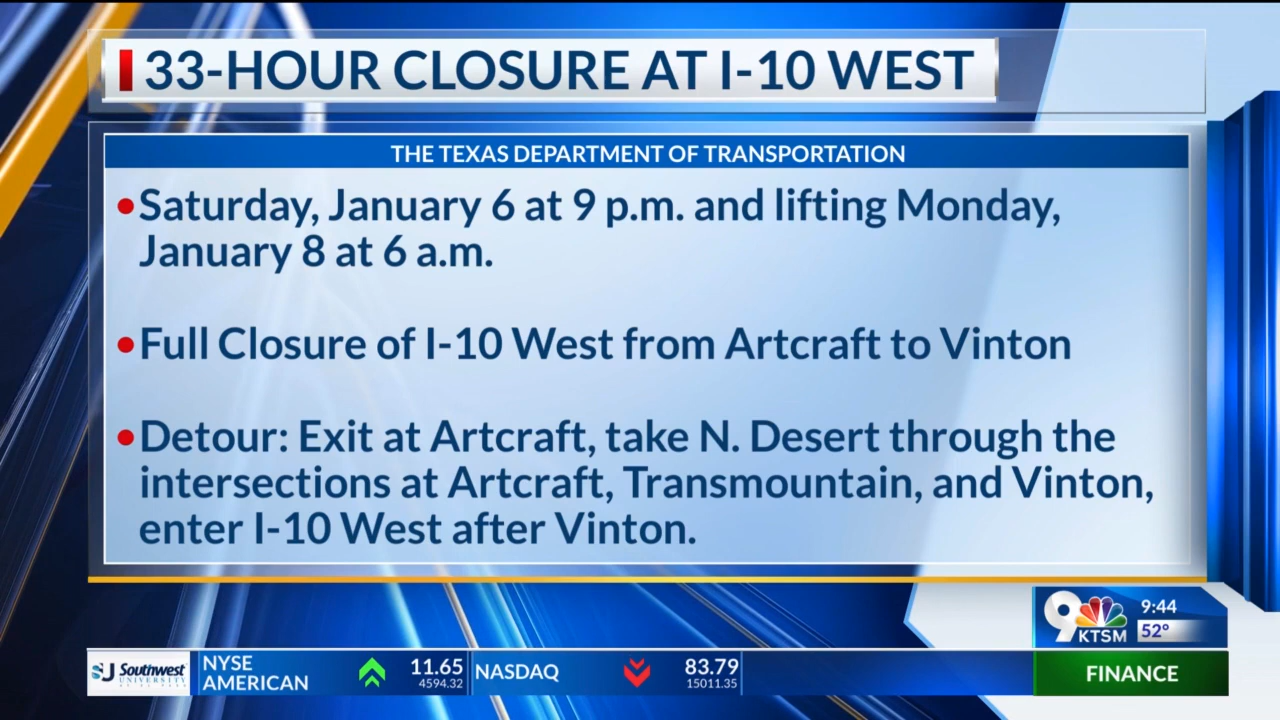 33-HOUR CLOSURE AT I-10 WEST
THE TEXAS DEPARTMENT OF TRANSPORTATION
•Saturday, January 6 at 9 p.m. and lifting Monday,
January 8 at 6 a.m.
•Full Closure of I-10 West from Artcraft to Vinton
•Detour: Exit at Artcraft, take N. Desert through the
intersections at Artcraft, Transmountain, and Vinton,
enter I-10 West after Vinton.
9
KTSM
9:44
52°
Southwest
UNIVERSITY
NYSE
AMERICAN
11.65
4594.32
NASDAQ
83.79
15011.35
FINANCE